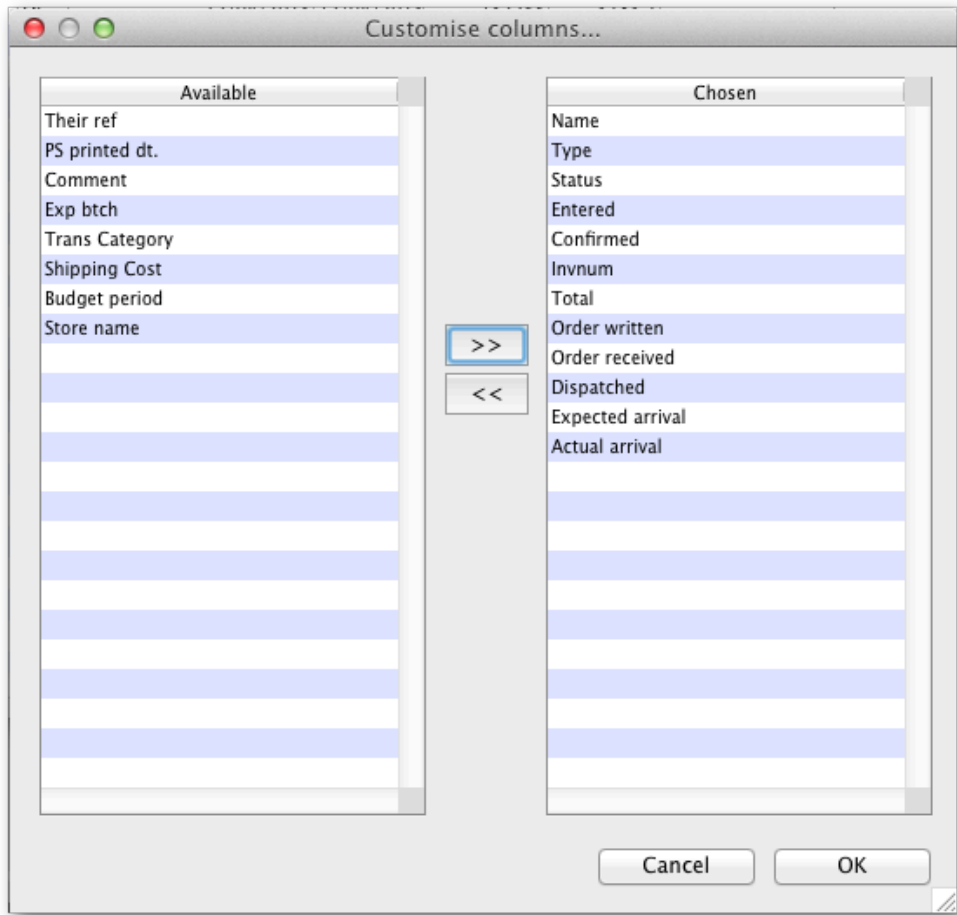 Customise columns...
Available
Their ref
PS printed dt.
Comment
Exp btch
Trans Category
Shipping Cost
Budget period
Store name
>>
<<
Chosen
Name
Type
Status
Entered
Confirmed
Invnum
Total
Order written
Order received
Dispatched
Expected arrival
Actual arrival
Cancel
OK